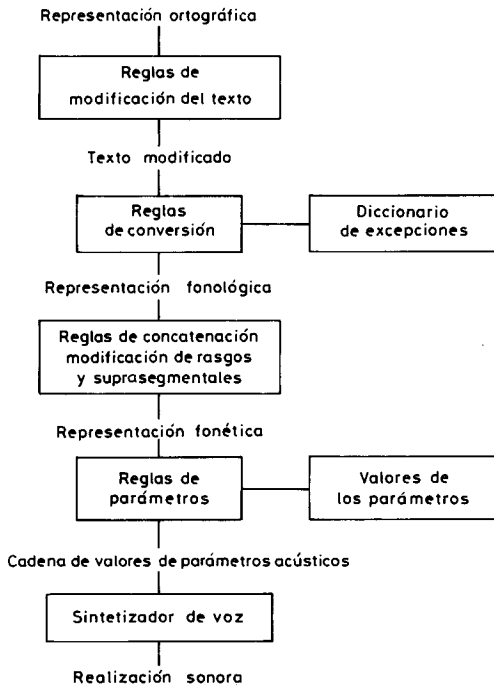 Representación ortográfica
Reglas de
modificación del texto
Texto modificado
Reglas
de conversión
Diccionario
de excepciones
Representación fonológica
Reglas de concatenación
modificación de rasgos
y suprasegmentales
Representación fonética
Reglas de
parámetros
Valores de
los parámetros
Cadena de valores de parámetros acústicos
Sintetizador de voz
Realización sonora